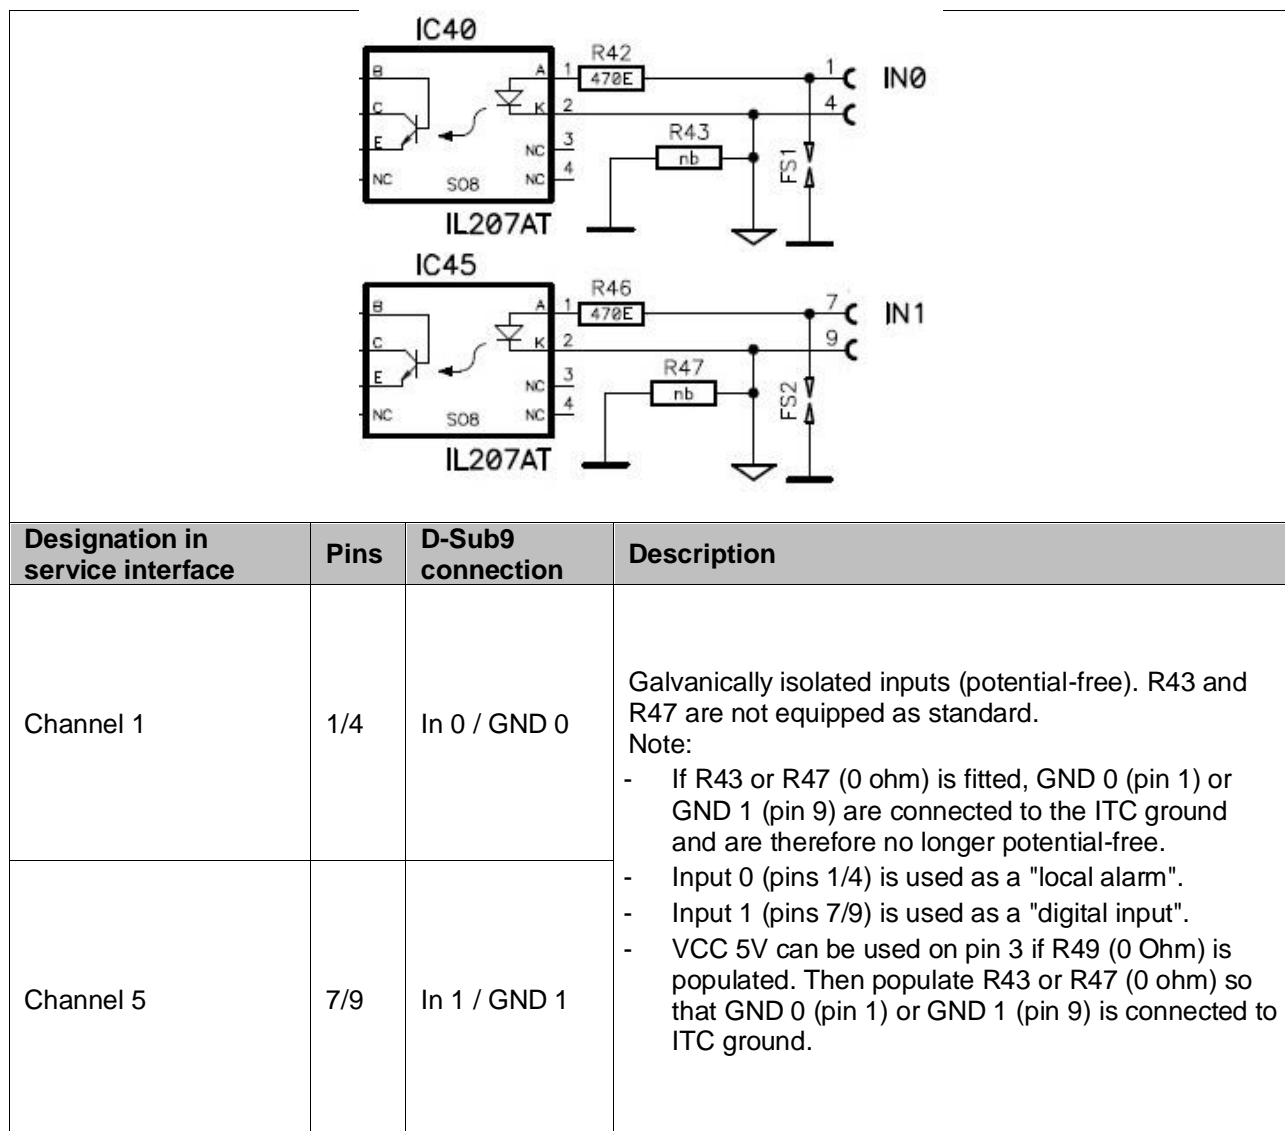 IC40
B
C
E
NC
A
K
NC
NC
SO8
1
2
3
4
IL207AT
R42
470E
R43
nb
FS1
1
4
IN0
IC45
B
C
E
NC
A
K
NC
NC
SO8
1
2
3
4
IL207AT
R46
470E
R47
nb
FS2
7
9
IN1
Designation in
service interface
Pins
D-Sub9
connection
Description
Channel 1
1/4
In 0 / GND 0
Galvanically isolated inputs (potential-free). R43 and
R47 are not equipped as standard.
Note:
- If R43 or R47 (0 ohm) is fitted, GND 0 (pin 1) or
GND 1 (pin 9) are connected to the ITC ground
and are therefore no longer potential-free.
- Input 0 (pins 1/4) is used as a "local alarm".
- Input 1 (pins 7/9) is used as a "digital input".
- VCC 5V can be used on pin 3 if R49 (0 Ohm) is
populated. Then populate R43 or R47 (0 ohm) so
that GND 0 (pin 1) or GND 1 (pin 9) is connected to
ITC ground.
Channel 5
7/9
In 1 / GND 1